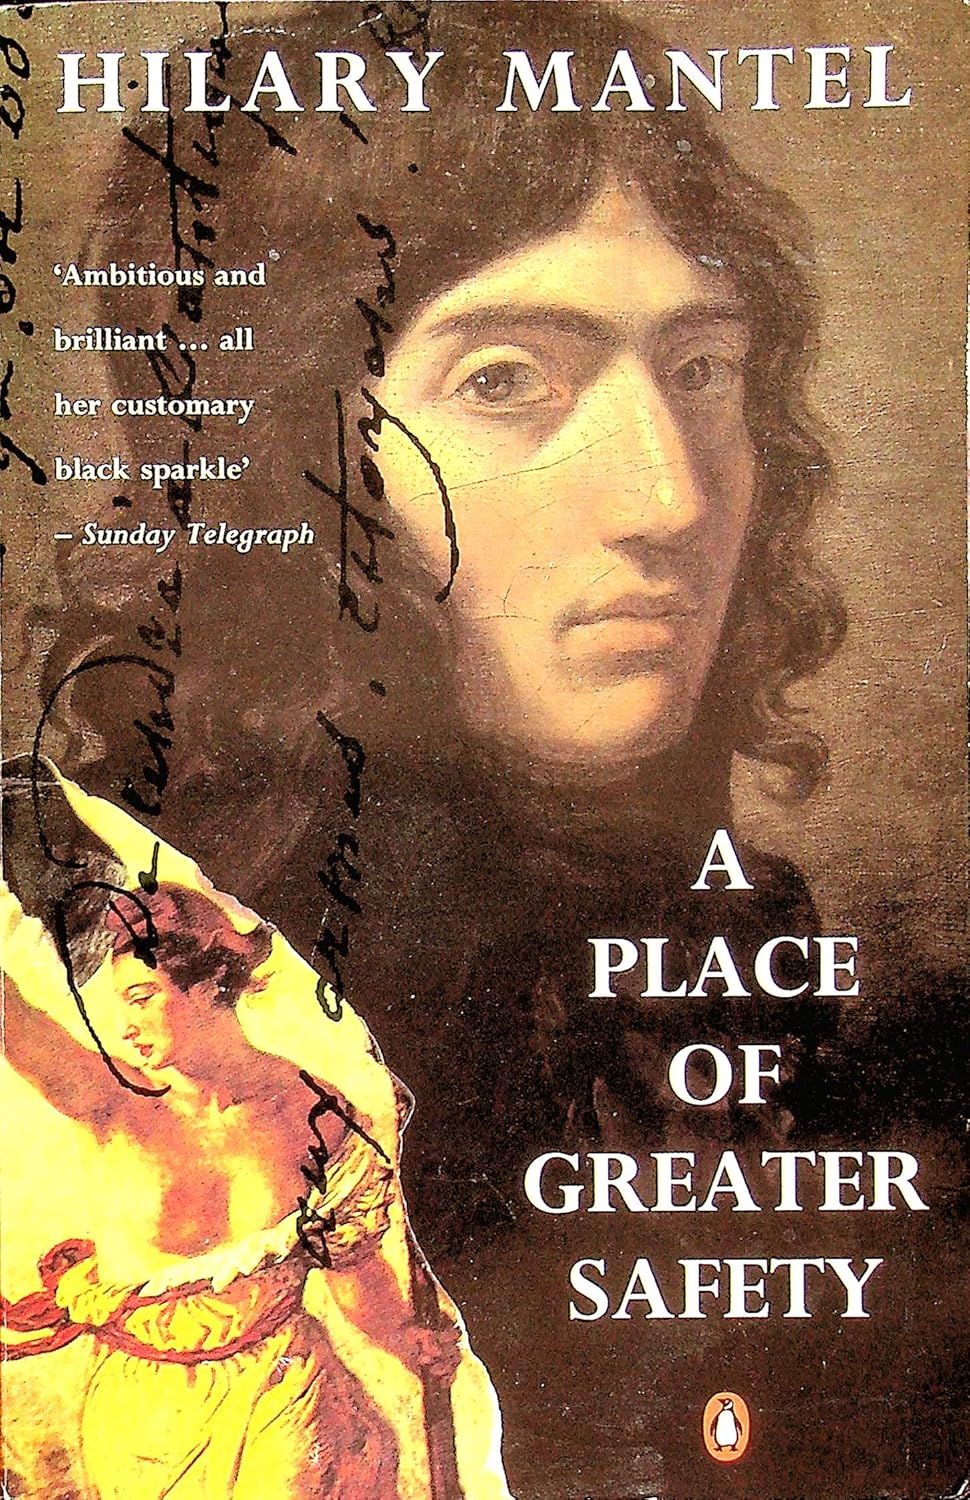 HILARY MANTEL
‘Ambitious and
brilliant ... all
her customary
black sparkle’
– Sunday Telegraph
A
PLACE
OF
GREATER
SAFETY